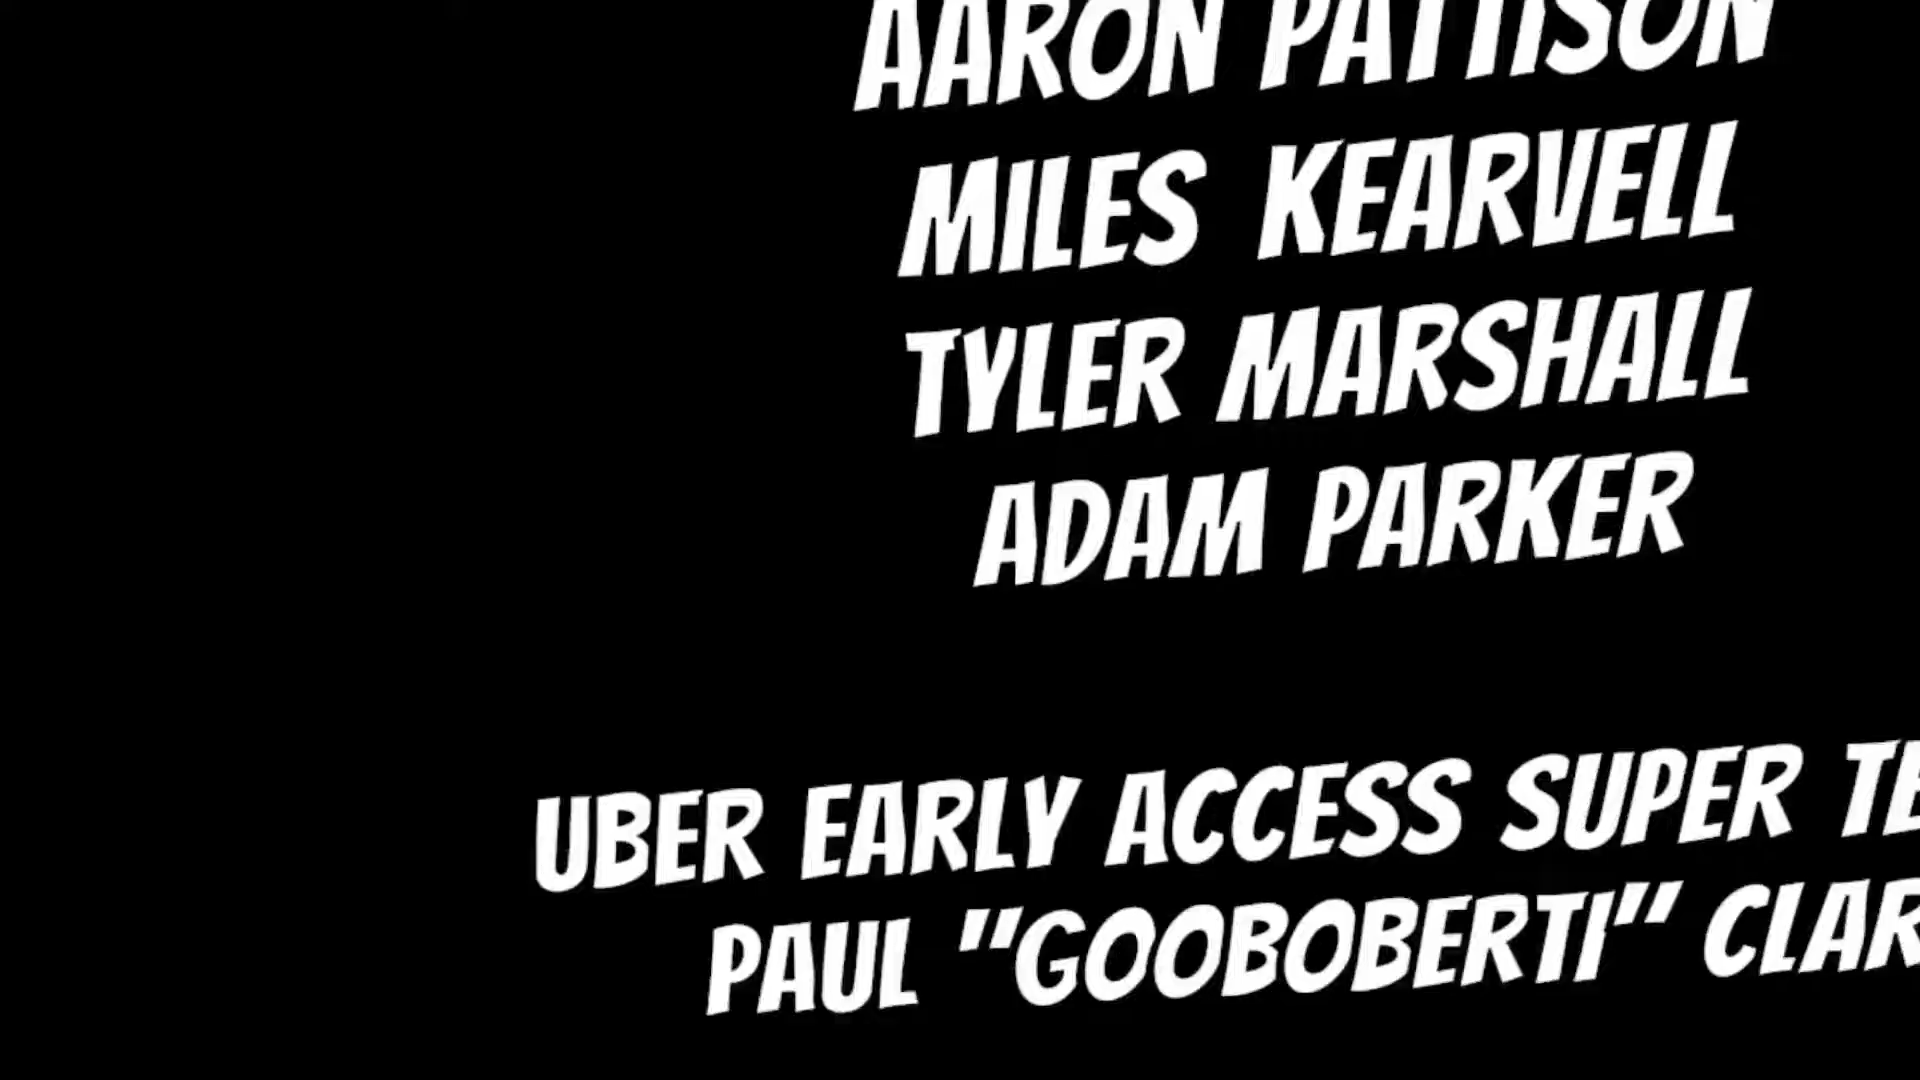 AARON PATTISON
MILES KEARVELL
TYLER MARSHALL
ADAM PARKER
UBER EARLY ACCESS SUPER
PAUL "GOOBOBERTI"